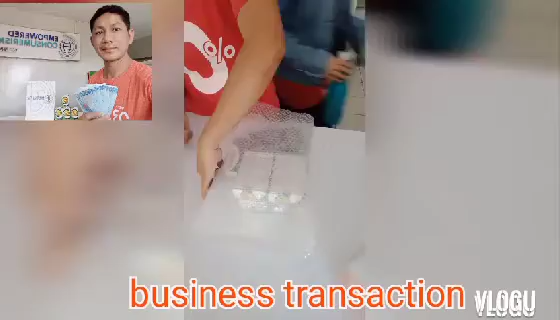 EMPOWERED
CONSUMERISM
%
business transaction
VLOGU